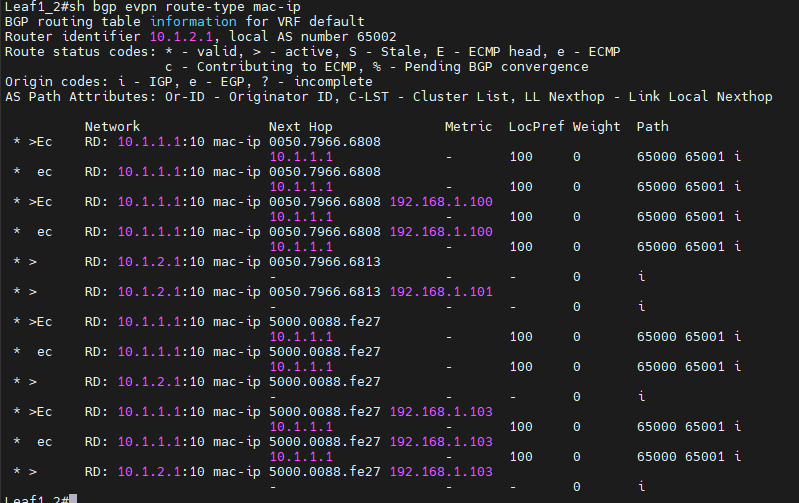 Leaf1_2#sh bgp evpn route-type mac-ip
BGP routing table information for VRF default
Router identifier 10.1.2.1, local AS number 65002
Route status codes: * - valid, > - active, S - Stale, E - ECMP head, e - ECMP
                    c - Contributing to ECMP, % - Pending BGP convergence
Origin codes: i - IGP, e - EGP, ? - incomplete
AS Path Attributes: Or-ID - Originator ID, C-LST - Cluster List, LL Nexthop - Link Local Nexthop

          Network                Next Hop              Metric  LocPref Weight  Path
 * >Ec    RD: 10.1.1.1:10 mac-ip 0050.7966.6808
                                 10.1.1.1              -       100     0       65000 65001 i
 *  ec    RD: 10.1.1.1:10 mac-ip 0050.7966.6808
                                 10.1.1.1              -       100     0       65000 65001 i
 * >Ec    RD: 10.1.1.1:10 mac-ip 0050.7966.6808 192.168.1.100
                                 10.1.1.1              -       100     0       65000 65001 i
 *  ec    RD: 10.1.1.1:10 mac-ip 0050.7966.6808 192.168.1.100
                                 10.1.1.1              -       100     0       65000 65001 i
 * >      RD: 10.1.2.1:10 mac-ip 0050.7966.6813
                                 -                     -       -       0       i
 * >      RD: 10.1.2.1:10 mac-ip 0050.7966.6813 192.168.1.101
                                 -                     -       -       0       i
 * >Ec    RD: 10.1.1.1:10 mac-ip 5000.0088.fe27
                                 10.1.1.1              -       100     0       65000 65001 i
 *  ec    RD: 10.1.1.1:10 mac-ip 5000.0088.fe27
                                 10.1.1.1              -       100     0       65000 65001 i
 * >      RD: 10.1.2.1:10 mac-ip 5000.0088.fe27
                                 -                     -       -       0       i
 * >Ec    RD: 10.1.1.1:10 mac-ip 5000.0088.fe27 192.168.1.103
                                 10.1.1.1              -       100     0       65000 65001 i
 *  ec    RD: 10.1.1.1:10 mac-ip 5000.0088.fe27 192.168.1.103
                                 10.1.1.1              -       100     0       65000 65001 i
 * >      RD: 10.1.2.1:10 mac-ip 5000.0088.fe27 192.168.1.103
                                 -                     -       -       0       i
Leaf1_2#